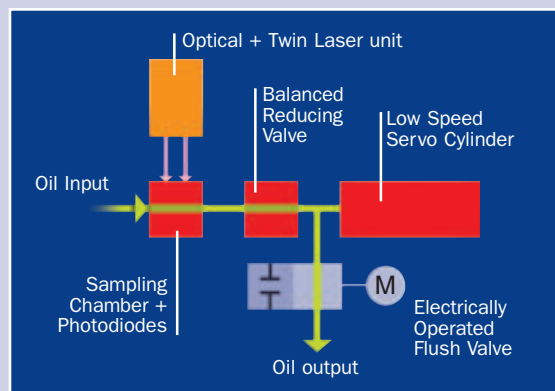 Optical + Twin Laser unit
Balanced
Reducing
Valve
Low Speed
Servo Cylinder
Oil Input
Sampling
Chamber +
Photodiodes
M
Electrically
Operated
Flush Valve
Oil output